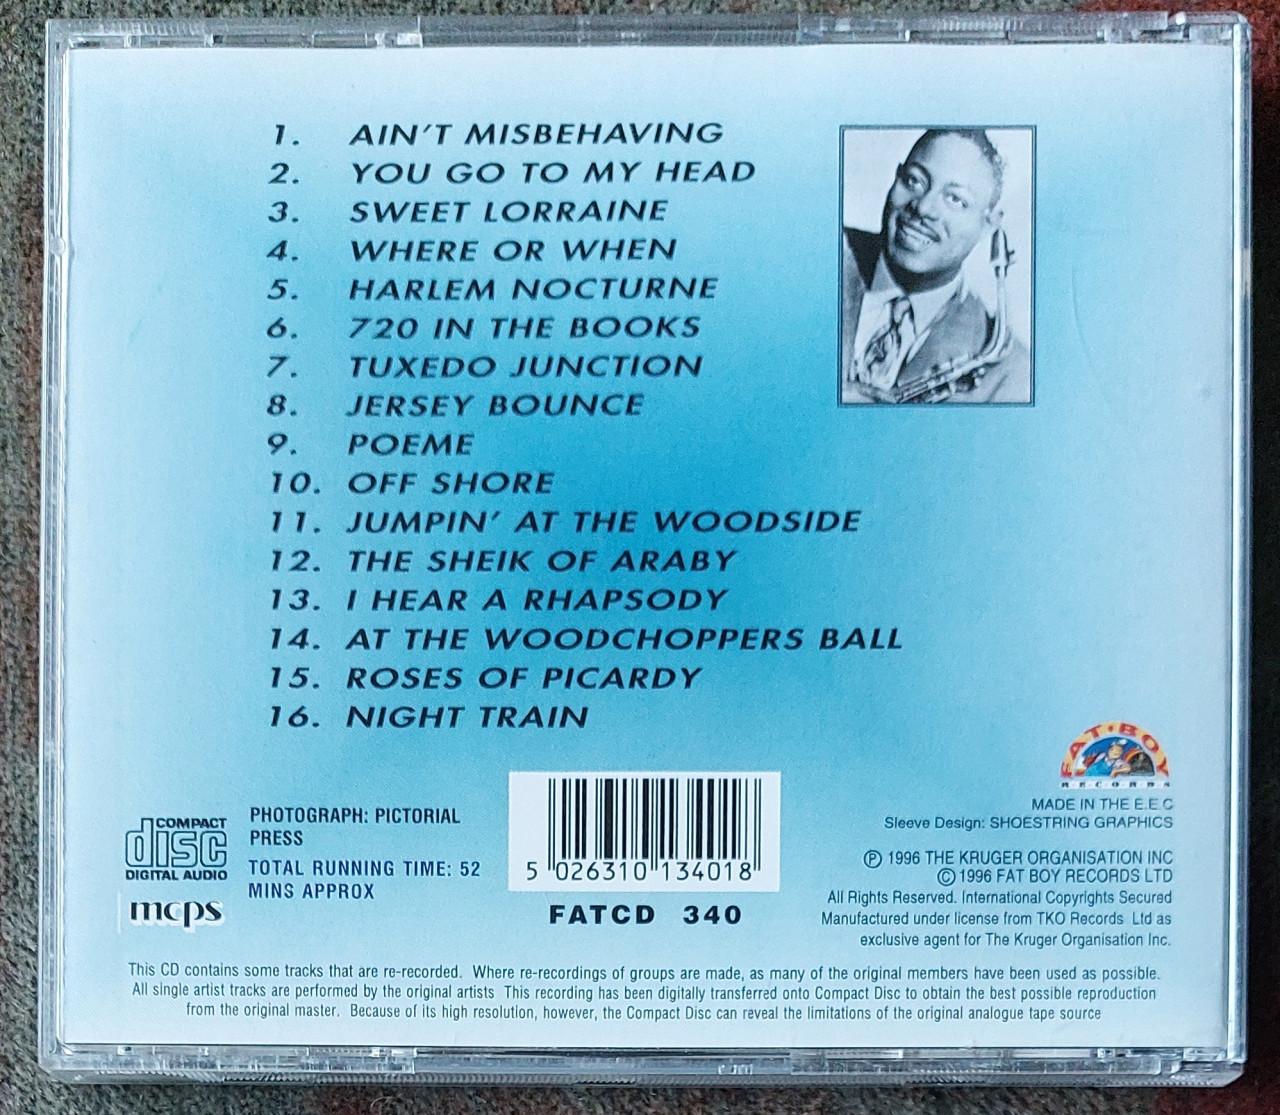 1. AIN'T MISBEHAVING
2. YOU GO TO MY HEAD
3. SWEET LORRAINE
4. WHERE OR WHEN
5. HARLEM NOCTURNE
6. 720 IN THE BOOKS
7. TUXEDO JUNCTION
8. JERSEY BOUNCE
9. POEME
10. OFF SHORE
11. JUMPIN' AT THE WOODSIDE
12. THE SHEIK OF ARABY
13. I HEAR A RHAPSODY
14. AT THE WOODCHOPPERS BALL
15. ROSES OF PICARDY
16. NIGHT TRAIN
COMPACT
disc
DIGITAL AUDIO
mcps
PHOTOGRAPH: PICTORIAL
PRESS
TOTAL RUNNING TIME: 52
MINS APPROX
5 026310 134018
FATCD 340
FAT·BOY
RECORDS
MADE IN THE E.E.C
Sleeve Design: SHOESTRING GRAPHICS
Ⓟ 1996 THE KRUGER ORGANISATION INC
© 1996 FAT BOY RECORDS LTD
All Rights Reserved. International Copyrights Secured
Manufactured under license from TKO Records Ltd as
exclusive agent for The Kruger Organisation Inc.
This CD contains some tracks that are re-recorded. Where re-recordings of groups are made, as many of the original members have been used as possible.
All single artist tracks are performed by the original artists This recording has been digitally transferred onto Compact Disc to obtain the best possible reproduction
from the original master. Because of its high resolution, however, the Compact Disc can reveal the limitations of the original analogue tape source